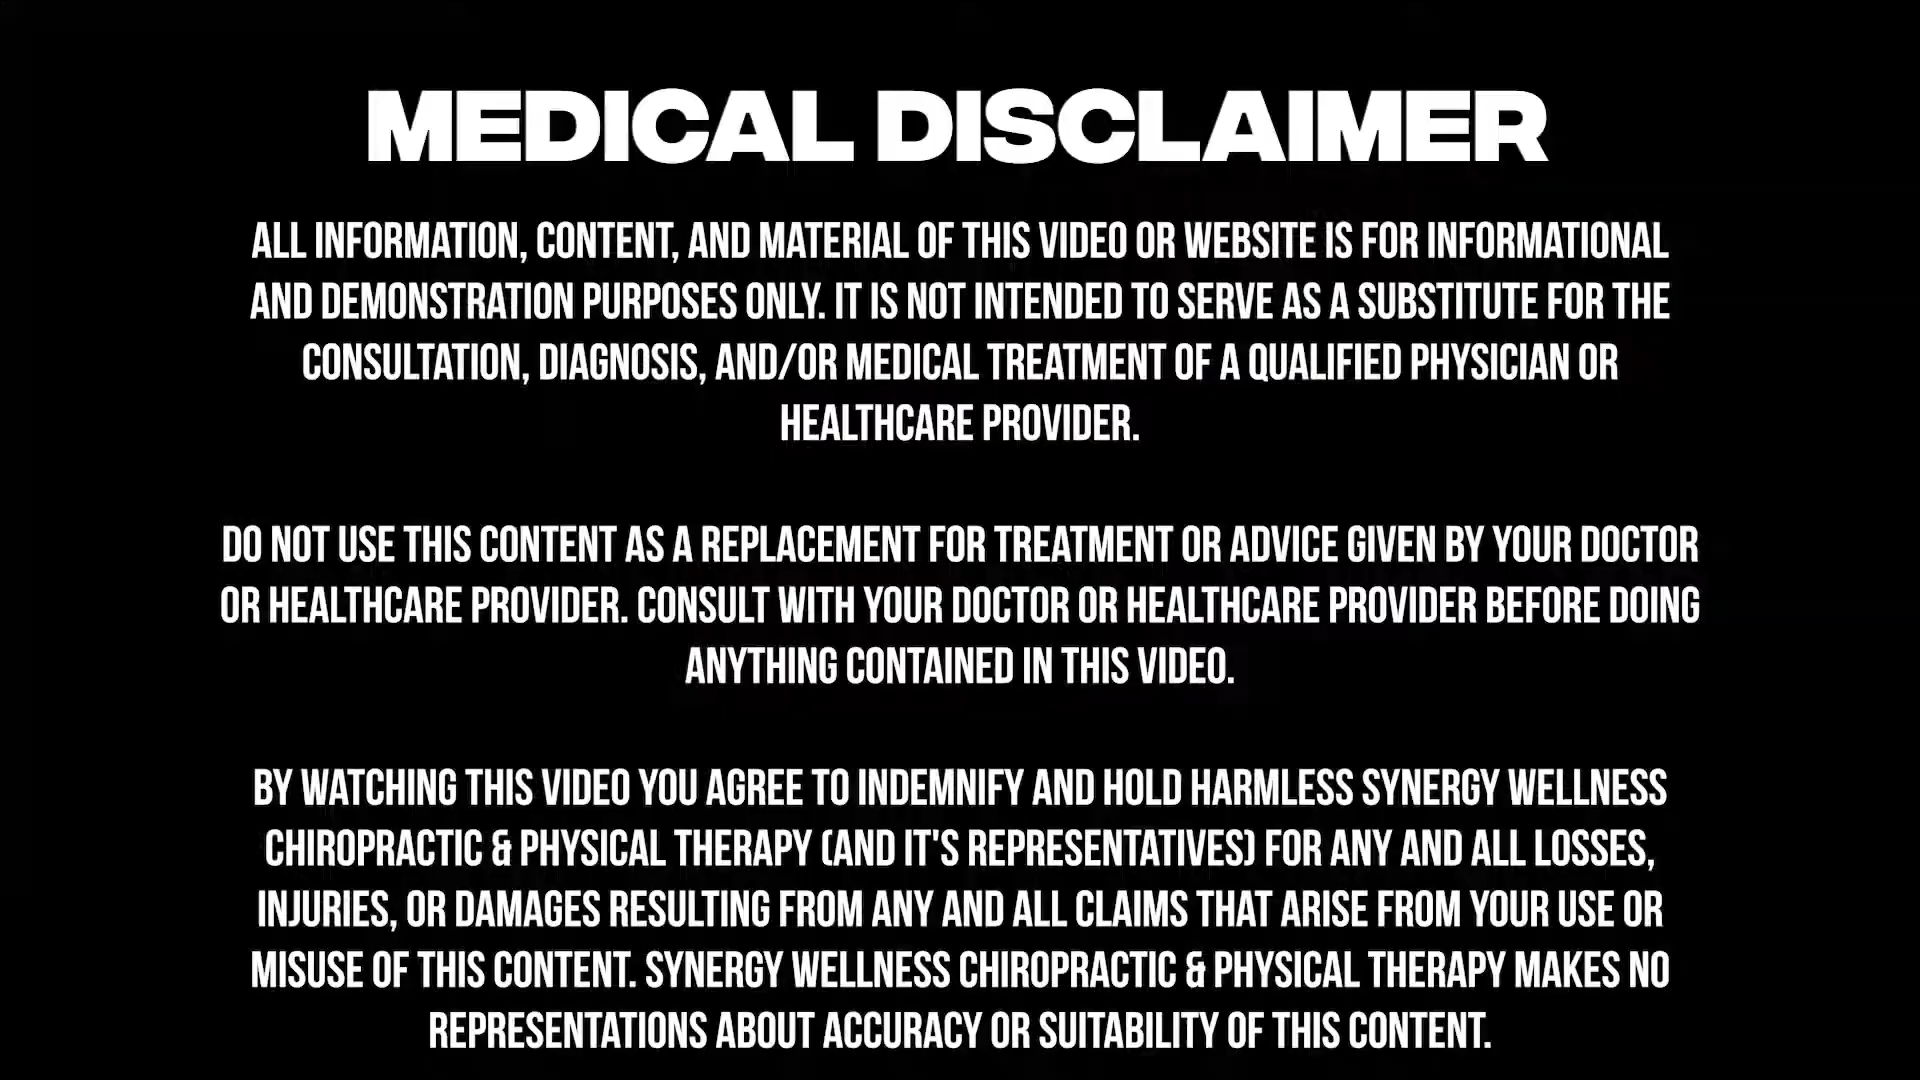 MEDICAL DISCLAIMER
ALL INFORMATION, CONTENT, AND MATERIAL OF THIS VIDEO OR WEBSITE IS FOR INFORMATIONAL
AND DEMONSTRATION PURPOSES ONLY. IT IS NOT INTENDED TO SERVE AS A SUBSTITUTE FOR THE
CONSULTATION, DIAGNOSIS, AND/OR MEDICAL TREATMENT OF A QUALIFIED PHYSICIAN OR
HEALTHCARE PROVIDER.
DO NOT USE THIS CONTENT AS A REPLACEMENT FOR TREATMENT OR ADVICE GIVEN BY YOUR DOCTOR
OR HEALTHCARE PROVIDER. CONSULT WITH YOUR DOCTOR OR HEALTHCARE PROVIDER BEFORE DOING
ANYTHING CONTAINED IN THIS VIDEO.
BY WATCHING THIS VIDEO YOU AGREE TO INDEMNIFY AND HOLD HARMLESS SYNERGY WELLNESS
CHIROPRACTIC & PHYSICAL THERAPY (AND IT'S REPRESENTATIVES) FOR ANY AND ALL LOSSES,
INJURIES, OR DAMAGES RESULTING FROM ANY AND ALL CLAIMS THAT ARISE FROM YOUR USE OR
MISUSE OF THIS CONTENT. SYNERGY WELLNESS CHIROPRACTIC & PHYSICAL THERAPY MAKES NO
REPRESENTATIONS ABOUT ACCURACY OR SUITABILITY OF THIS CONTENT.